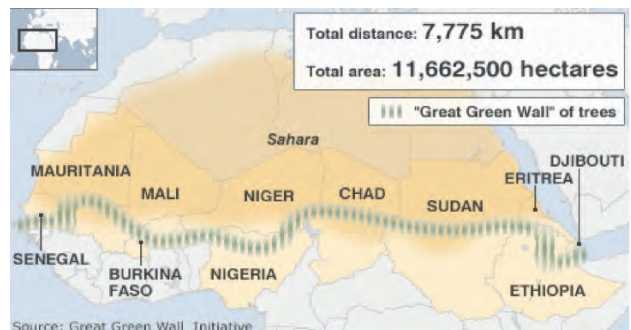 Total distance: 7,775 km
Total area: 11,662,500 hectares
"Great Green Wall" of trees
Sahara
DJIBOUTI
ERITREA
MAURITANIA
MALI
NIGER
CHAD
SUDAN
SENEGAL
BURKINA
FASO
NIGERIA
ETHIOPIA
Source: Great Green Wall Initiative